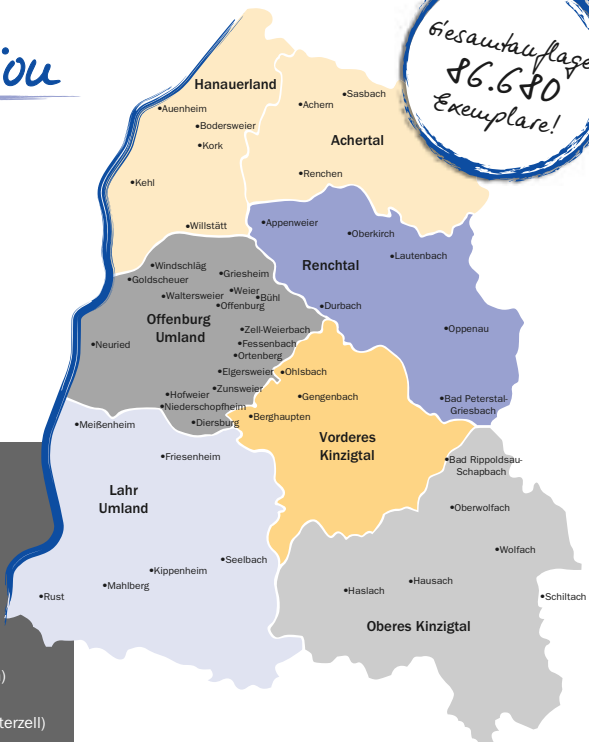 ion
Gesamtauflage
86.680
Exemplare!
Hanauerland
•Sasbach
•Achern
•Auenheim
•Bodersweier
Achertal
•Kork
•Renchen
•Kehl
•Willstätt
•Appenweier
•Oberkirch
•Lautenbach
Renchtal
•Windschläg
•Griesheim
•Goldscheuer
•Weier
•Waltersweier
•Bühl
•Offenburg
•Durbach
Offenburg
Umland
•Zell-Weierbach
•Oppenau
•Neuried
•Fessenbach
•Ortenberg
•Elgersweier
•Ohlsbach
•Zunsweier
•Hofweier
•Gengenbach
•Bad Peterstal-
Griesbach
•Niederschopfheim
•Berghaupten
•Diersburg
•Meißenheim
Vorderes
Kinzigtal
•Friesenheim
•Bad Rippoldsau-
Schapbach
Lahr
Umland
•Oberwolfach
•Wolfach
•Seelbach
•Kippenheim
•Mahlberg
•Hausach
•Haslach
•Rust
•Schiltach
Oberes Kinzigtal
)
terzell)